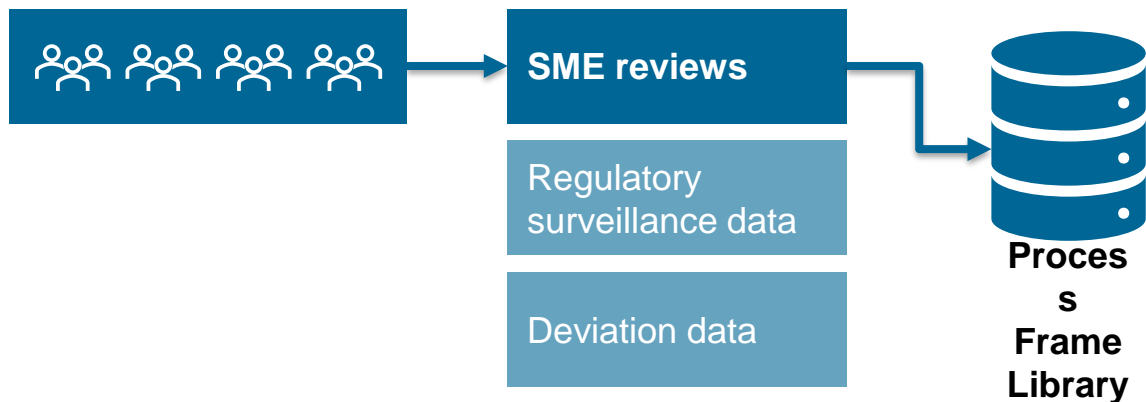 SME reviews
Regulatory
surveillance data
Deviation data
Proces
s
Frame
Library